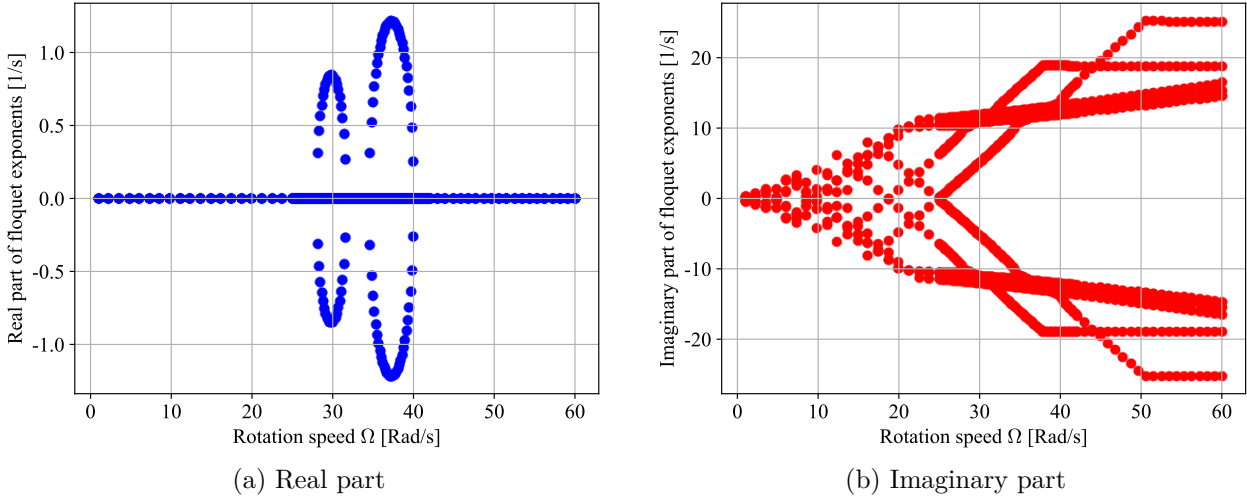 Real part of floquet exponents [1/s]
1.0
0.5
0.0
-0.5
-1.0
0 10 20 30 40 50 60
Rotation speed Ω [Rad/s]
(a) Real part
Imaginary part of floquet exponents [1/s]
20
10
0
-10
-20
0 10 20 30 40 50 60
Rotation speed Ω [Rad/s]
(b) Imaginary part